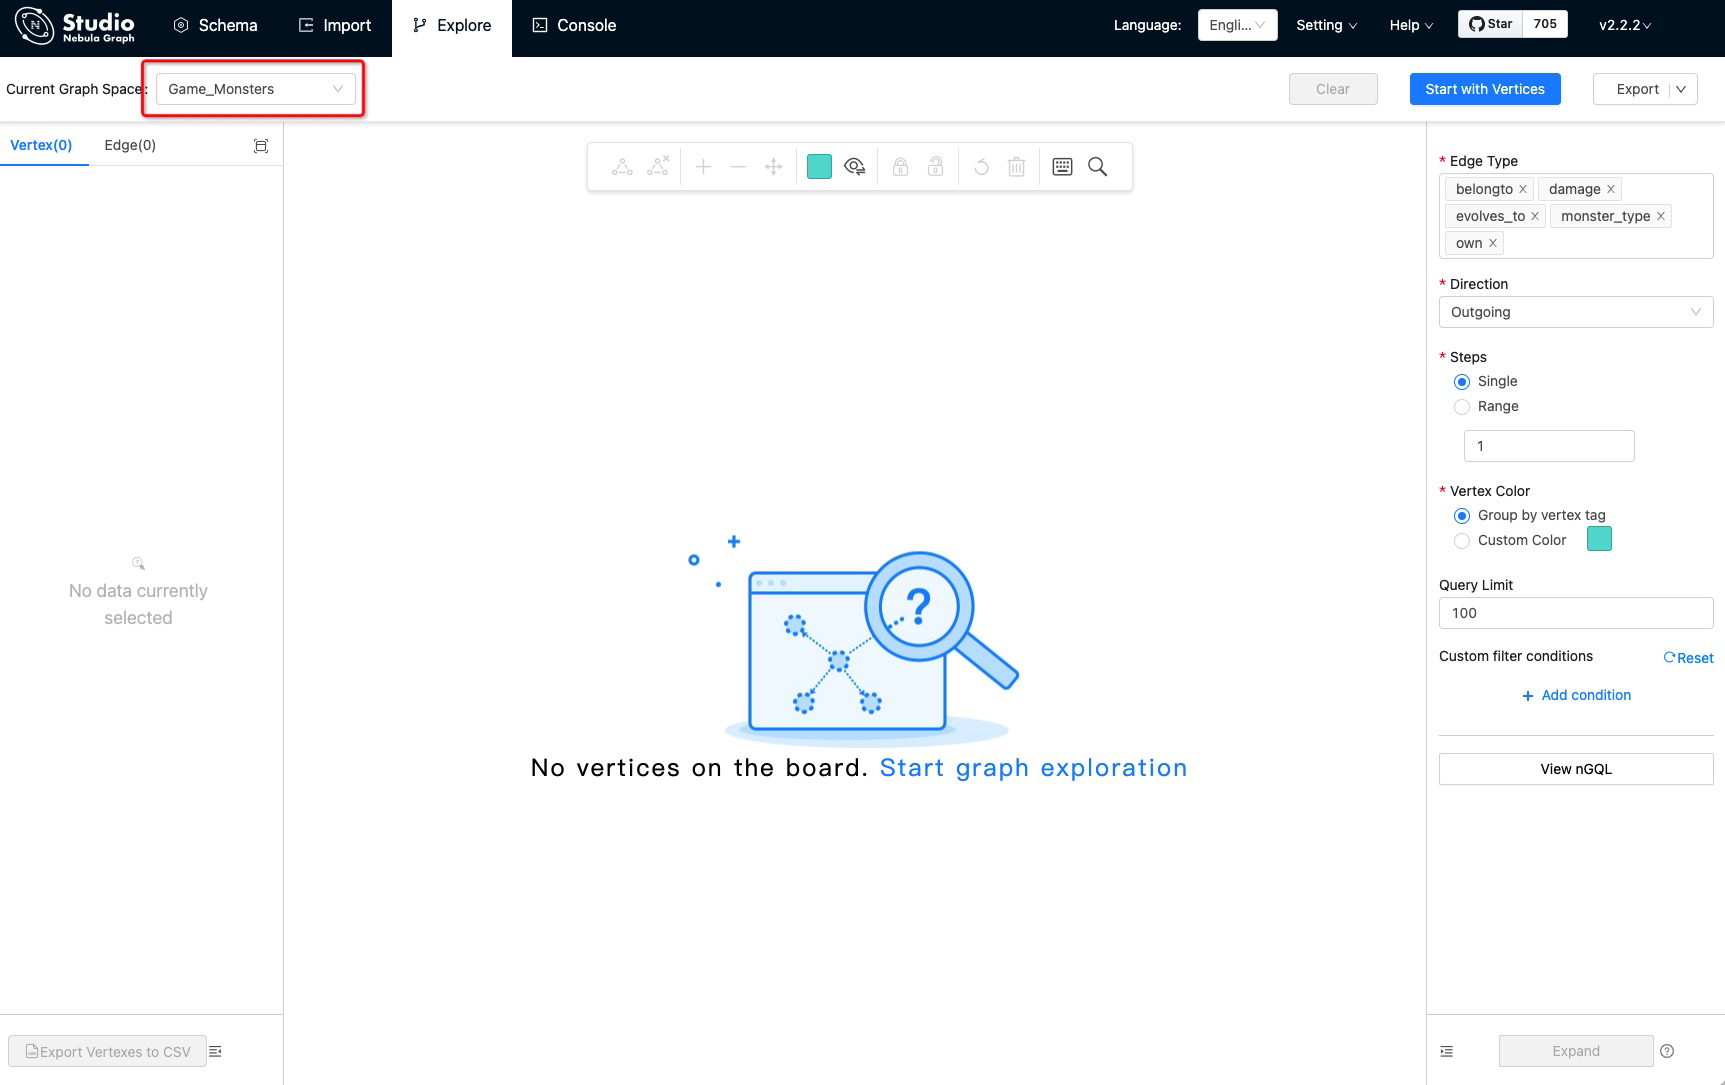 Studio
Nebula Graph
Schema
Import
Explore
Console
Language:
Engli...
Setting
Help
Star
705
v2.2.2
Current Graph Space:
Game_Monsters
Clear
Start with Vertices
Export
Vertex(0)
Edge(0)
No data currently
selected
Export Vertexes to CSV
No vertices on the board. Start graph exploration
* Edge Type
belongto
damage
evolves_to
monster_type
own
* Direction
Outgoing
* Steps
Single
Range
1
* Vertex Color
Group by vertex tag
Custom Color
Query Limit
100
Custom filter conditions
Reset
+ Add condition
View nGQL
Expand